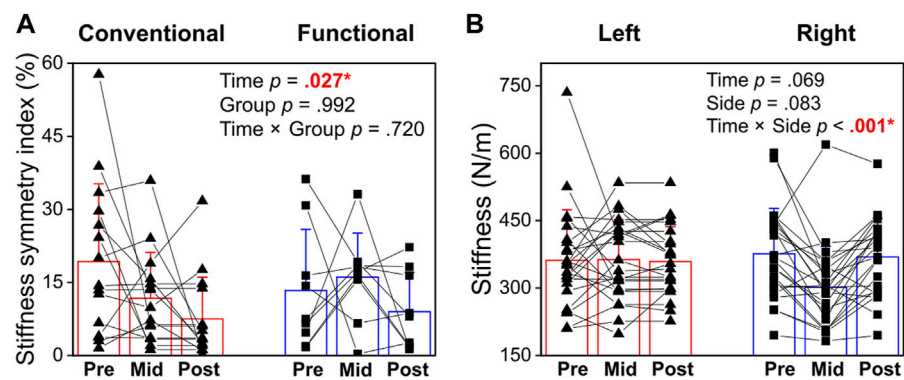 A
Conventional
Functional
Stiffness symmetry index (%)
60
45
30
15
0
Time p = .027*
Group p = .992
Time × Group p = .720
Pre
Mid
Post
Pre
Mid
Post
B
Left
Right
Stiffness (N/m)
750
600
450
300
150
Time p = .069
Side p = .083
Time × Side p < .001*
Pre
Mid
Post
Pre
Mid
Post